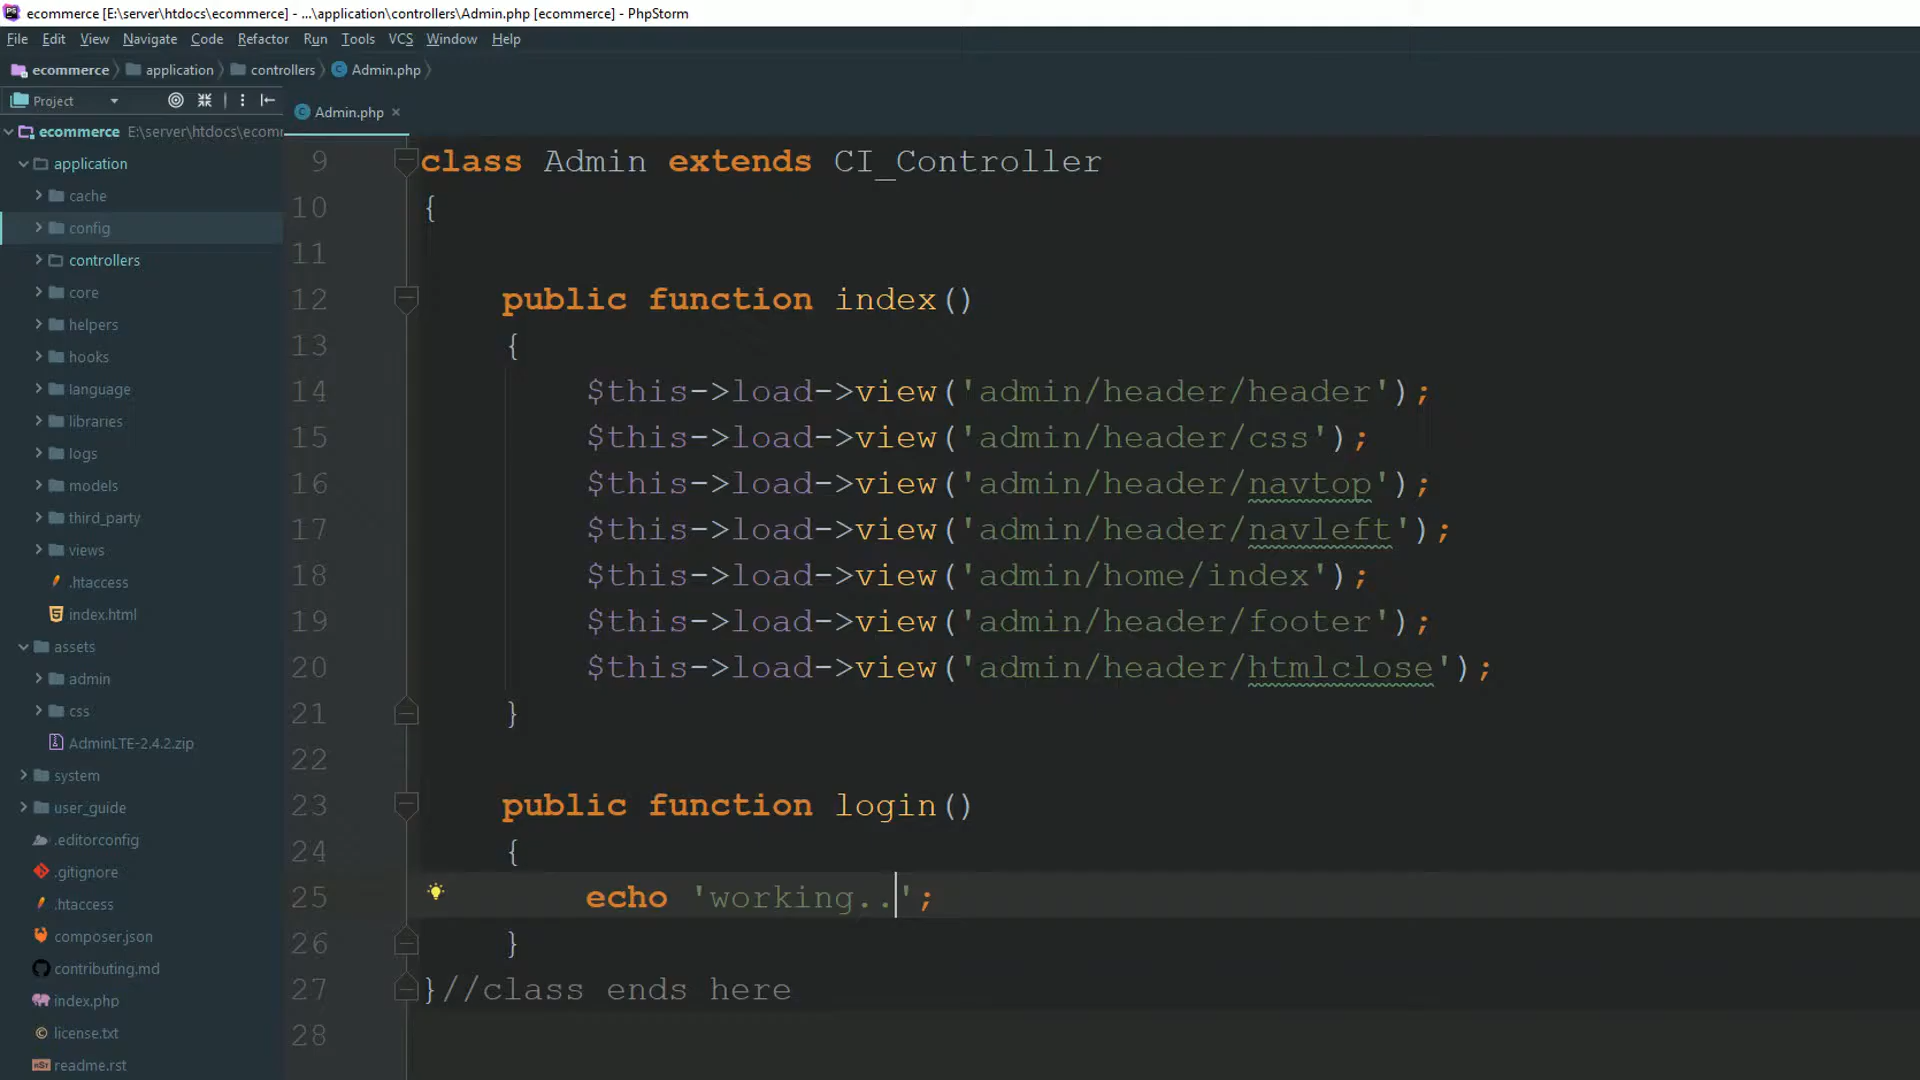 ecommerce [E:\server\htdocs\ecommerce] - ...\application\controllers\Admin.php [ecommerce] - PhpStorm
File Edit View Navigate Code Refactor Run Tools VCS Window Help
ecommerce application controllers Admin.php
Project
Admin.php
ecommerce E:\server\htdocs\ecomm
application
cache
config
controllers
core
helpers
hooks
language
libraries
logs
models
third_party
views
.htaccess
index.html
assets
admin
css
AdminLTE-2.4.2.zip
system
user_guide
.editorconfig
.gitignore
.htaccess
composer.json
contributing.md
index.php
license.txt
readme.rst
9 class Admin extends CI_Controller
10 {
11
12 public function index()
13 {
14 $this->load->view('admin/header/header');
15 $this->load->view('admin/header/css');
16 $this->load->view('admin/header/navtop');
17 $this->load->view('admin/header/navleft');
18 $this->load->view('admin/home/index');
19 $this->load->view('admin/header/footer');
20 $this->load->view('admin/header/htmlclose');
21 }
22
23 public function login()
24 {
25 echo 'working..';
26 }
27 }//class ends here
28